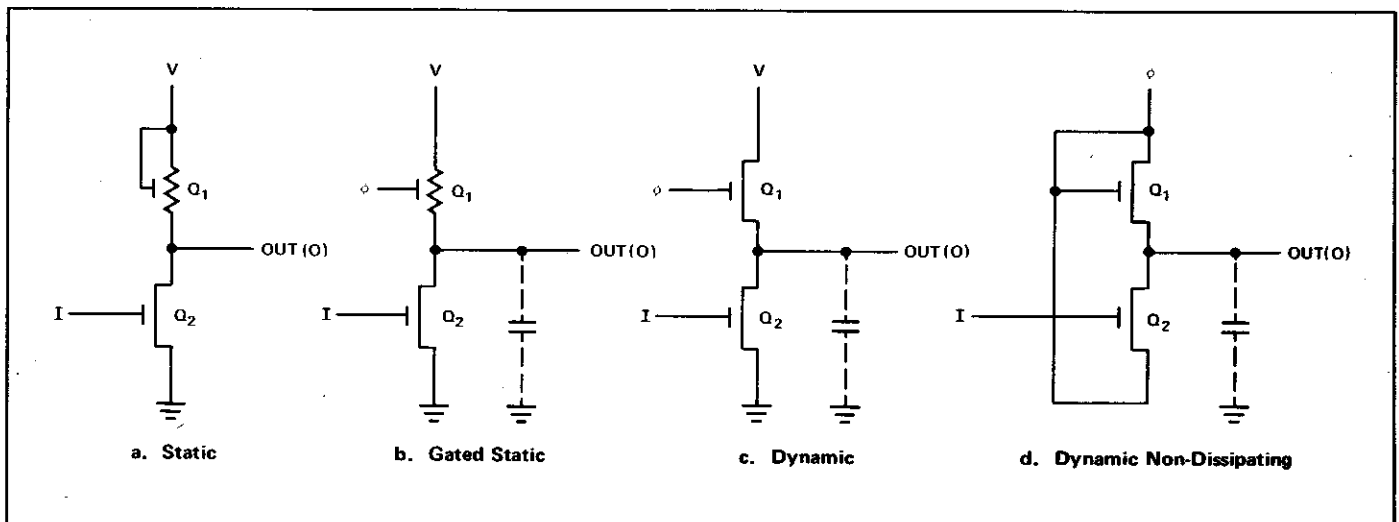 V
Q1
OUT(O)
I
Q2
a. Static
V
φ
Q1
OUT(O)
I
Q2
b. Gated Static
V
φ
Q1
OUT(O)
I
Q2
c. Dynamic
φ
Q1
OUT(O)
I
Q2
d. Dynamic Non-Dissipating